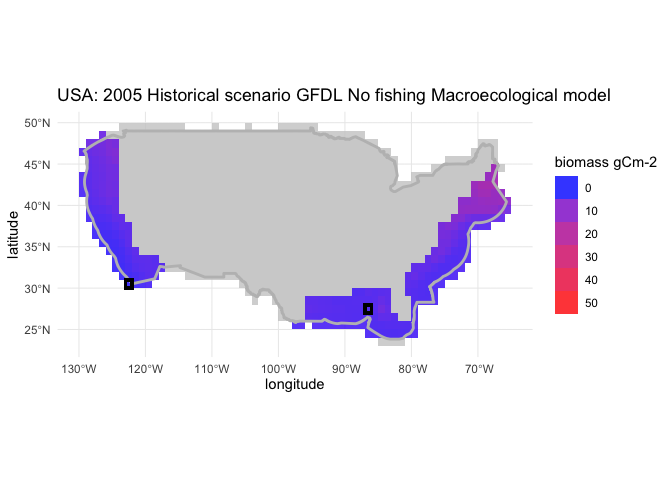 USA: 2005 Historical scenario GFDL No fishing Macroecological model
50°N
45°N
40°N
35°N
30°N
25°N
latitude
130°W 120°W 110°W 100°W 90°W 80°W 70°W
longitude
biomass gCm-2
0
10
20
30
40
50